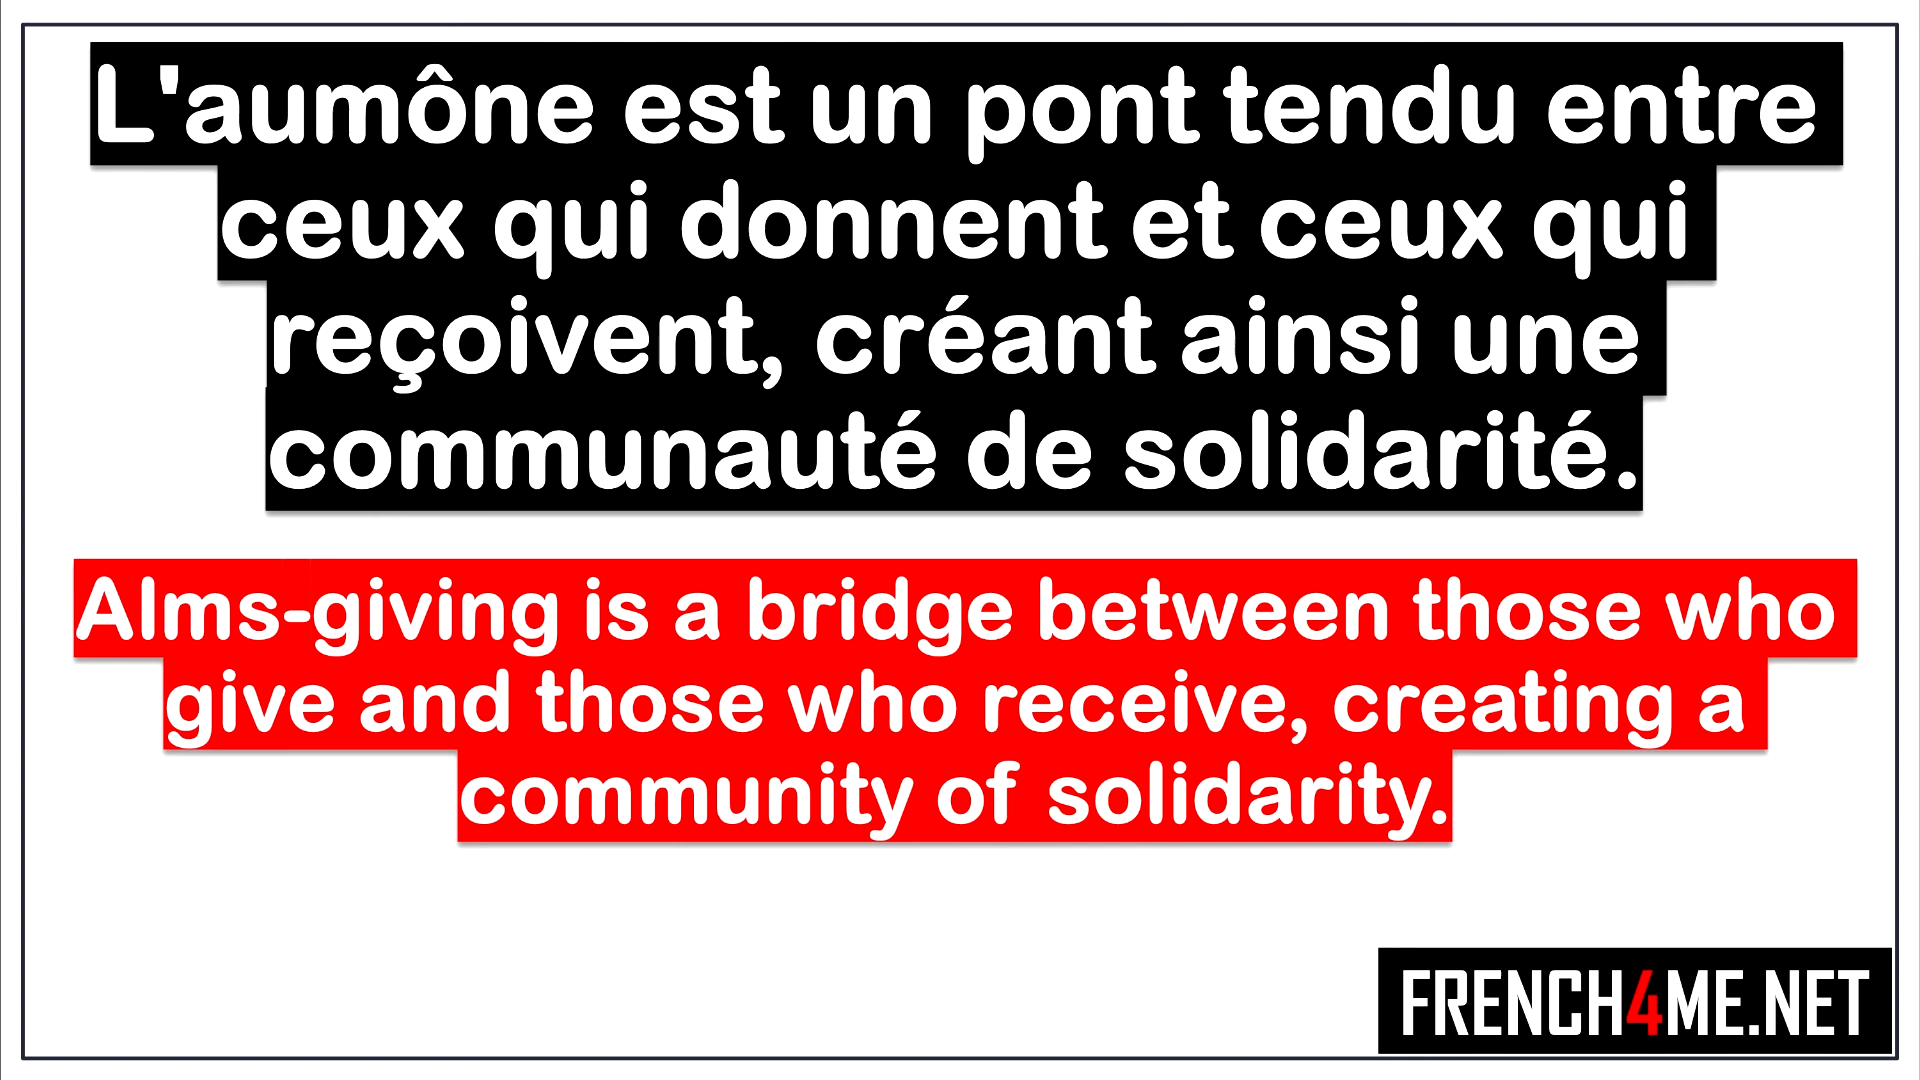 L'aumône est un pont tendu entre
ceux qui donnent et ceux qui
reçoivent, créant ainsi une
communauté de solidarité.
Alms-giving is a bridge between those who
give and those who receive, creating a
community of solidarity.
FRENCH4ME.NET